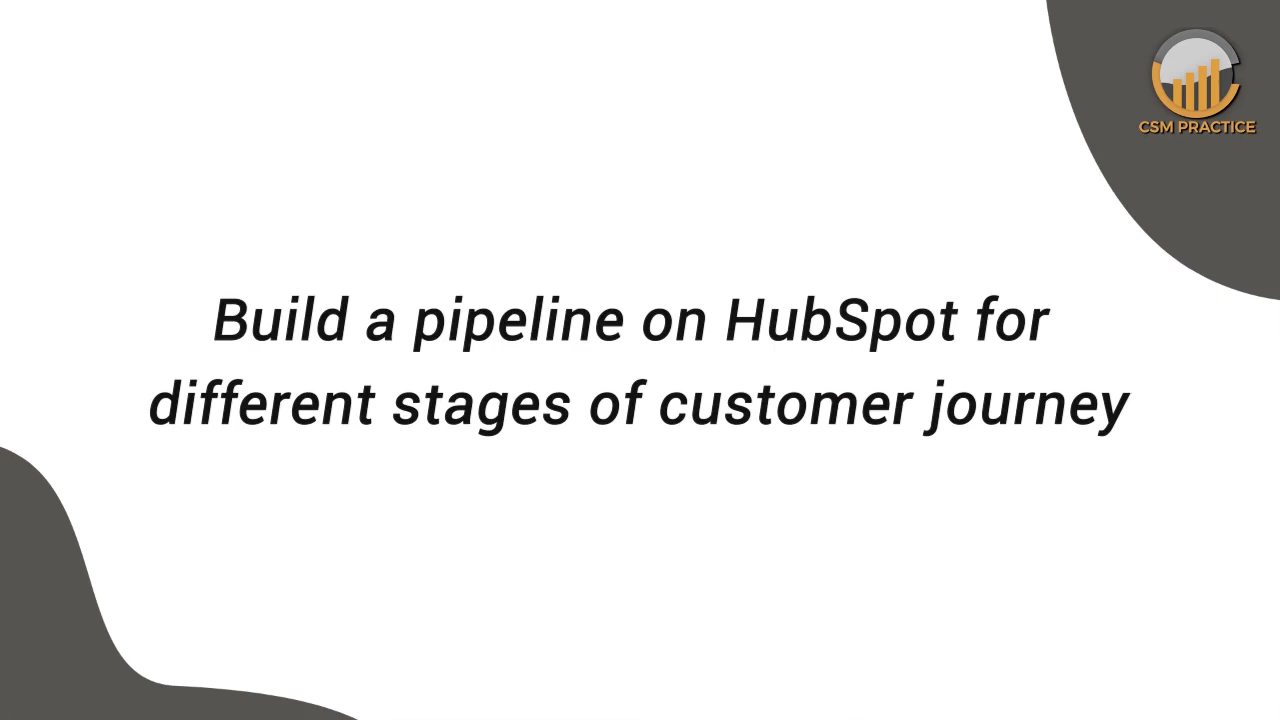 CSM PRACTICE
Build a pipeline on HubSpot for
different stages of customer journey